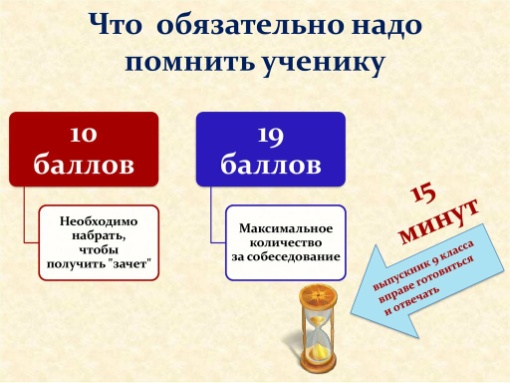 Что обязательно надо
помнить ученику
10
баллов
Необходимо
набрать,
чтобы
получить "зачет"
19
баллов
Максимальное
количество
за собеседование
15
минут
выпускник 9 класса
вправе готовиться
и отвечать